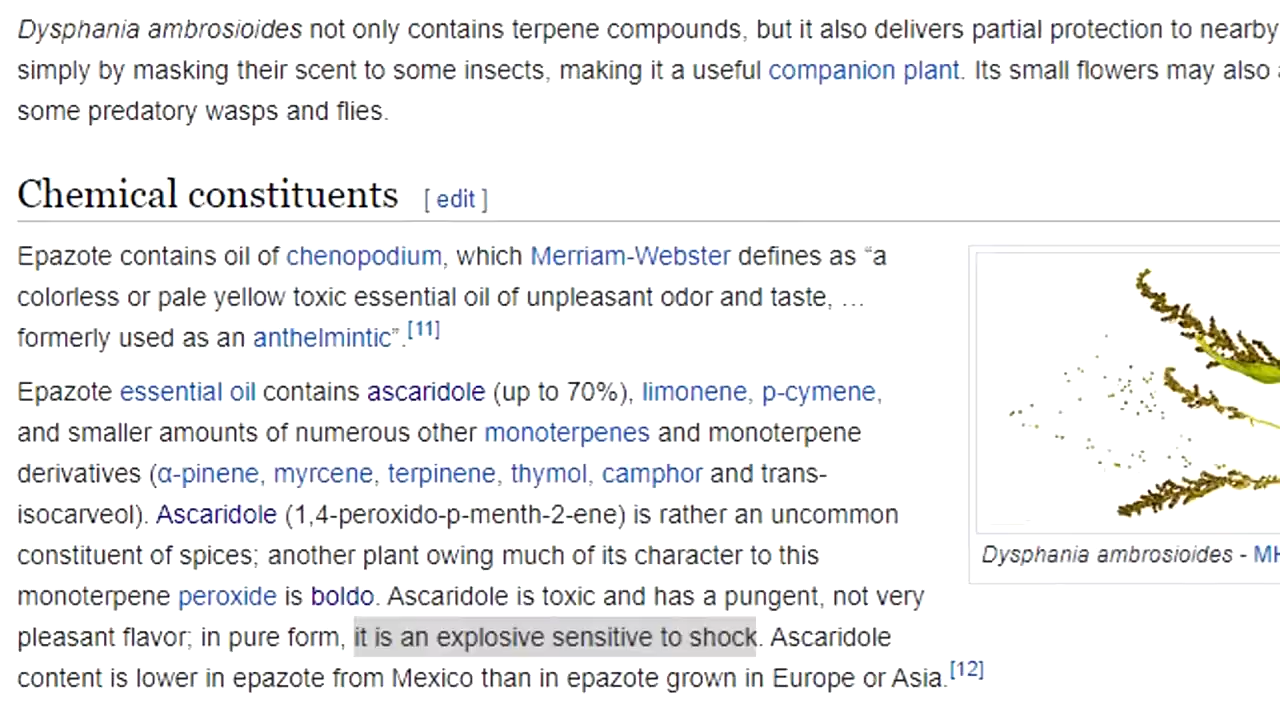 Dysphania ambrosioides not only contains terpene compounds, but it also delivers partial protection to nearby
simply by masking their scent to some insects, making it a useful companion plant. Its small flowers may also
some predatory wasps and flies.
Chemical constituents [ edit ]
Epazote contains oil of chenopodium, which Merriam-Webster defines as “a
colorless or pale yellow toxic essential oil of unpleasant odor and taste, …
formerly used as an anthelmintic”.[11]
Epazote essential oil contains ascaridole (up to 70%), limonene, p-cymene,
and smaller amounts of numerous other monoterpenes and monoterpene
derivatives (α-pinene, myrcene, terpinene, thymol, camphor and trans-
isocarveol). Ascaridole (1,4-peroxido-p-menth-2-ene) is rather an uncommon
constituent of spices; another plant owing much of its character to this
monoterpene peroxide is boldo. Ascaridole is toxic and has a pungent, not very
pleasant flavor; in pure form, it is an explosive sensitive to shock. Ascaridole
content is lower in epazote from Mexico than in epazote grown in Europe or Asia.[12]
Dysphania ambrosioides - MH